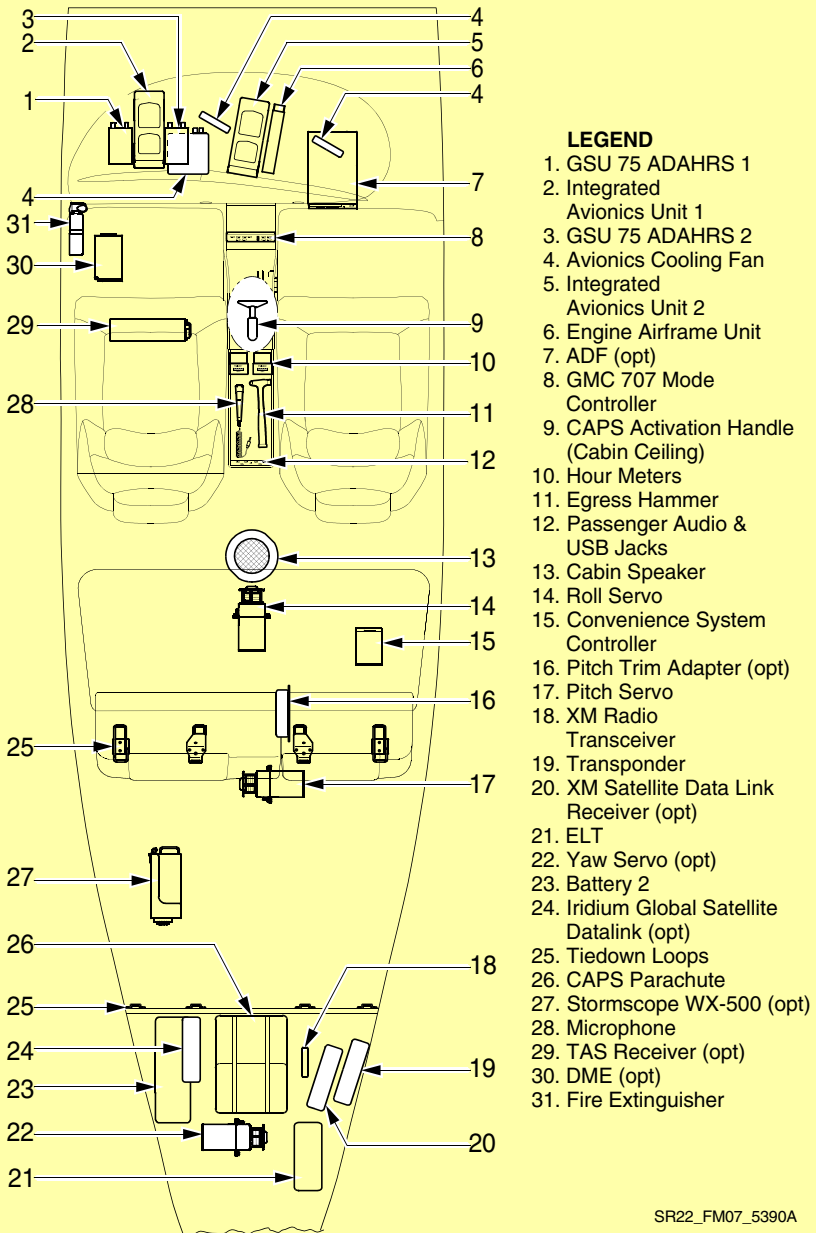 3
2
1
4
31
30
29
28
25
27
26
25
24
23
22
21
4
5
6
4
7
8
9
10
11
12
13
14
15
16
17
18
19
20
LEGEND
1. GSU 75 ADAHRS 1
2. Integrated
Avionics Unit 1
3. GSU 75 ADAHRS 2
4. Avionics Cooling Fan
5. Integrated
Avionics Unit 2
6. Engine Airframe Unit
7. ADF (opt)
8. GMC 707 Mode
Controller
9. CAPS Activation Handle
(Cabin Ceiling)
10. Hour Meters
11. Egress Hammer
12. Passenger Audio &
USB Jacks
13. Cabin Speaker
14. Roll Servo
15. Convenience System
Controller
16. Pitch Trim Adapter (opt)
17. Pitch Servo
18. XM Radio
Transceiver
19. Transponder
20. XM Satellite Data Link
Receiver (opt)
21. ELT
22. Yaw Servo (opt)
23. Battery 2
24. Iridium Global Satellite
Datalink (opt)
25. Tiedown Loops
26. CAPS Parachute
27. Stormscope WX-500 (opt)
28. Microphone
29. TAS Receiver (opt)
30. DME (opt)
31. Fire Extinguisher
SR22_FM07_5390A